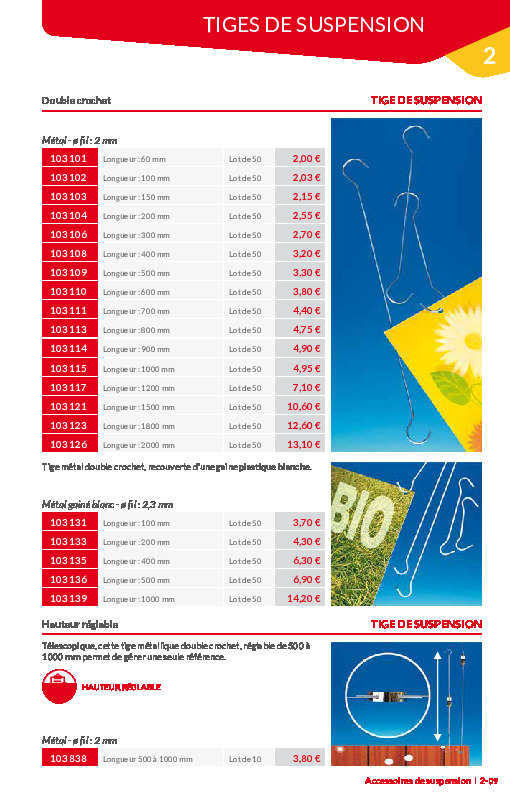 TIGES DE SUSPENSION
2
Double crochet TIGE DE SUSPENSION
Métal - ø fil : 2 mm
103 101 Longueur : 60 mm Lot de 50 2,00 €
103 102 Longueur : 100 mm Lot de 50 2,03 €
103 103 Longueur : 150 mm Lot de 50 2,15 €
103 104 Longueur : 200 mm Lot de 50 2,55 €
103 106 Longueur : 300 mm Lot de 50 2,70 €
103 108 Longueur : 400 mm Lot de 50 3,20 €
103 109 Longueur : 500 mm Lot de 50 3,30 €
103 110 Longueur : 600 mm Lot de 50 3,80 €
103 111 Longueur : 700 mm Lot de 50 4,40 €
103 113 Longueur : 800 mm Lot de 50 4,75 €
103 114 Longueur : 900 mm Lot de 50 4,90 €
103 115 Longueur : 1000 mm Lot de 50 4,95 €
103 117 Longueur : 1200 mm Lot de 50 7,10 €
103 121 Longueur : 1500 mm Lot de 50 10,60 €
103 123 Longueur : 1800 mm Lot de 50 12,60 €
103 126 Longueur : 2000 mm Lot de 50 13,10 €
Tige métal double crochet, recouverte d'une gaine plastique blanche.
BIO
Métal gainé blanc - ø fil : 2,3 mm
103 131 Longueur : 100 mm Lot de 50 3,70 €
103 133 Longueur : 200 mm Lot de 50 4,30 €
103 135 Longueur : 400 mm Lot de 50 6,30 €
103 136 Longueur : 500 mm Lot de 50 6,90 €
103 139 Longueur : 1000 mm Lot de 50 14,20 €
Hauteur réglable TIGE DE SUSPENSION
Télescopique, cette tige métallique double crochet, réglable de 500 à
1000 mm permet de gérer une seule référence.
HAUTEUR RÉGLABLE
Métal - ø fil : 2 mm
103 838 Longueur 500 à 1000 mm Lot de 10 3,80 €
Accessoires de suspension | 2-09